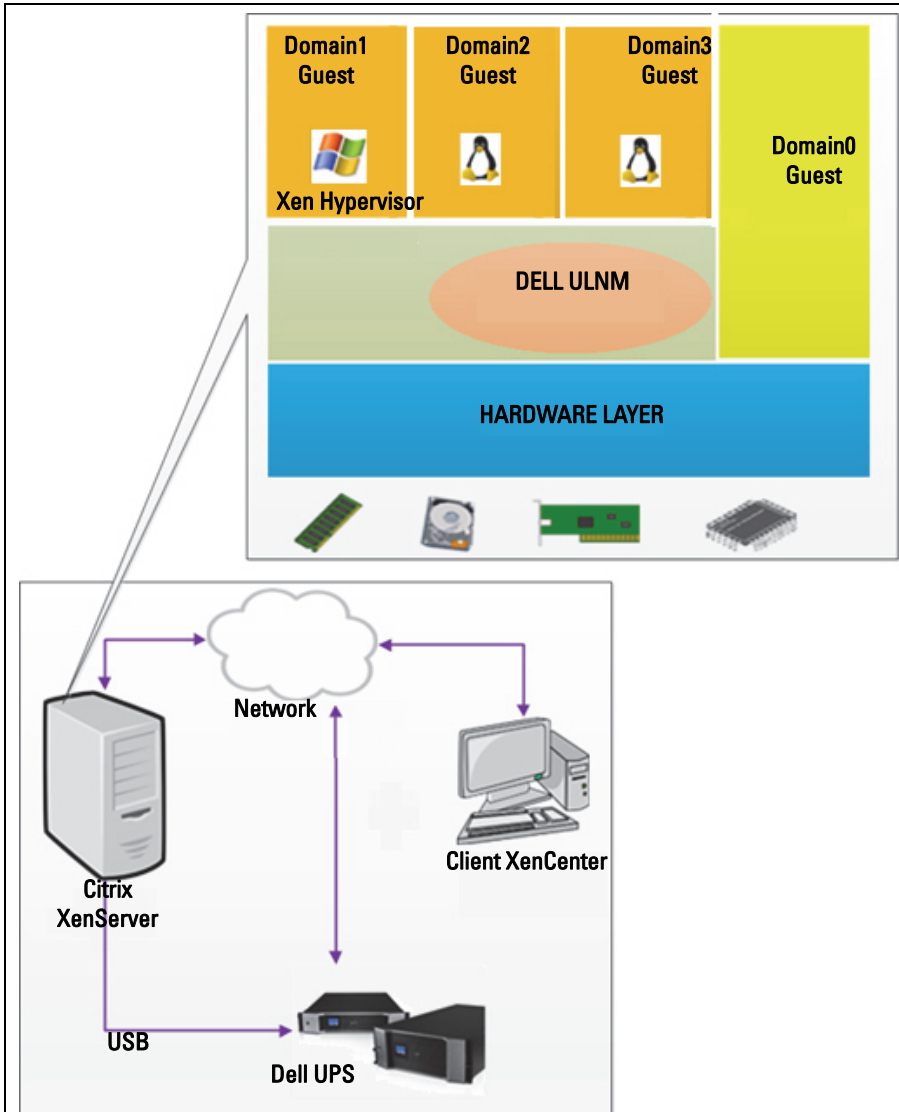 Domain1
Guest
Domain2
Guest
Domain3
Guest
Domain0
Guest
Xen Hypervisor
DELL ULNM
HARDWARE LAYER
Network
Client XenCenter
Citrix
XenServer
USB
Dell UPS